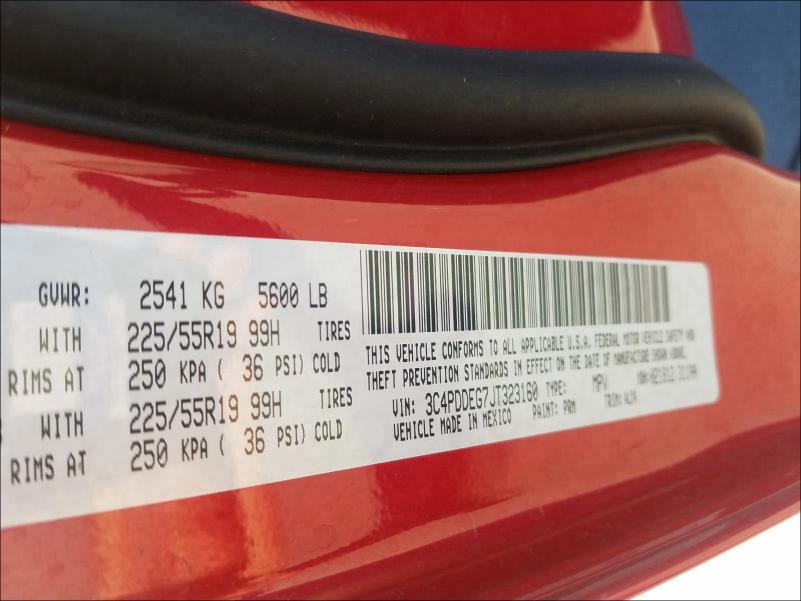 GVWR: 2541 KG 5600 LB
WITH 225/55R19 99H TIRES
RIMS AT 250 KPA ( 36 PSI) COLD
WITH 225/55R19 99H TIRES
RIMS AT 250 KPA ( 36 PSI) COLD
THIS VEHICLE CONFORMS TO ALL APPLICABLE U.S.A. FEDERAL MOTOR VEHICLE SAFETY AND
THEFT PREVENTION STANDARDS IN EFFECT ON THE DATE OF MANUFACTURE SHOWN ABOVE.
VIN: 3C4PDDEG7JT323160 TYPE: MPV MDH:
VEHICLE MADE IN MEXICO PAINT: PRM TRIM: